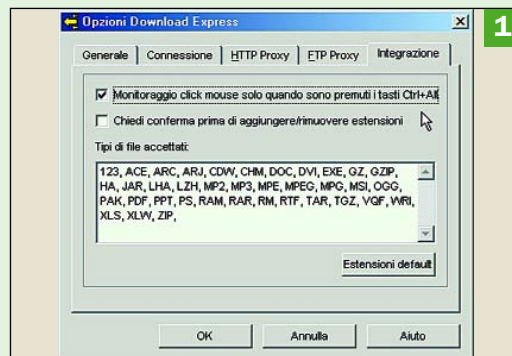 Opzioni Download Express
1
Generale Connessione HTTP Proxy FTP Proxy Integrazione
Monitoraggio click mouse solo quando sono premuti i tasti Ctrl+Alt
Chiedi conferma prima di aggiungere/rimuovere estensioni
Tipi di file accettati:
123, ACE, ARC, ARJ, CDW, CHM, DOC, DVI, EXE, GZ, GZIP,
HA, JAR, LHA, LZH, MP2, MP3, MPE, MPEG, MPG, MSI, OGG,
PAK, PDF, PPT, PS, RAM, RAR, RM, RTF, TAR, TGZ, VQF, WRI,
XLS, XLW, ZIP,
Estensioni default
OK Annulla Aiuto